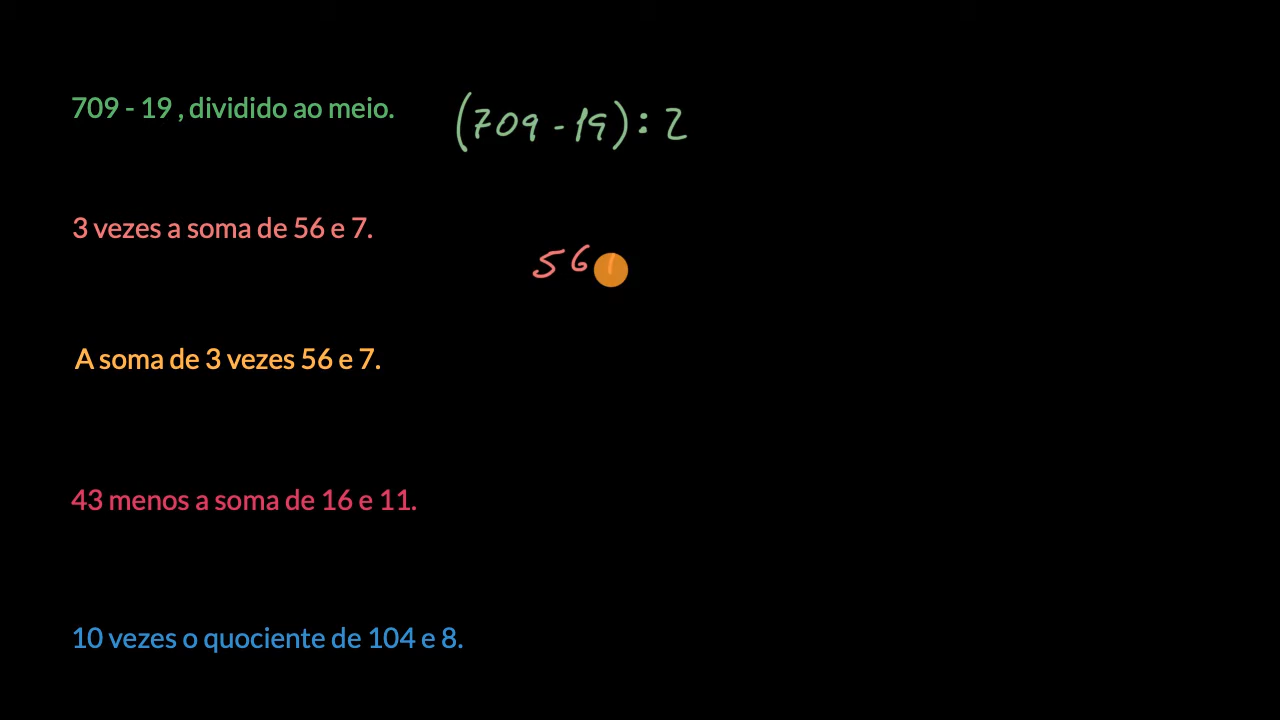 709 - 19 , dividido ao meio. (709 - 19) : 2
3 vezes a soma de 56 e 7.
56
A soma de 3 vezes 56 e 7.
43 menos a soma de 16 e 11.
10 vezes o quociente de 104 e 8.